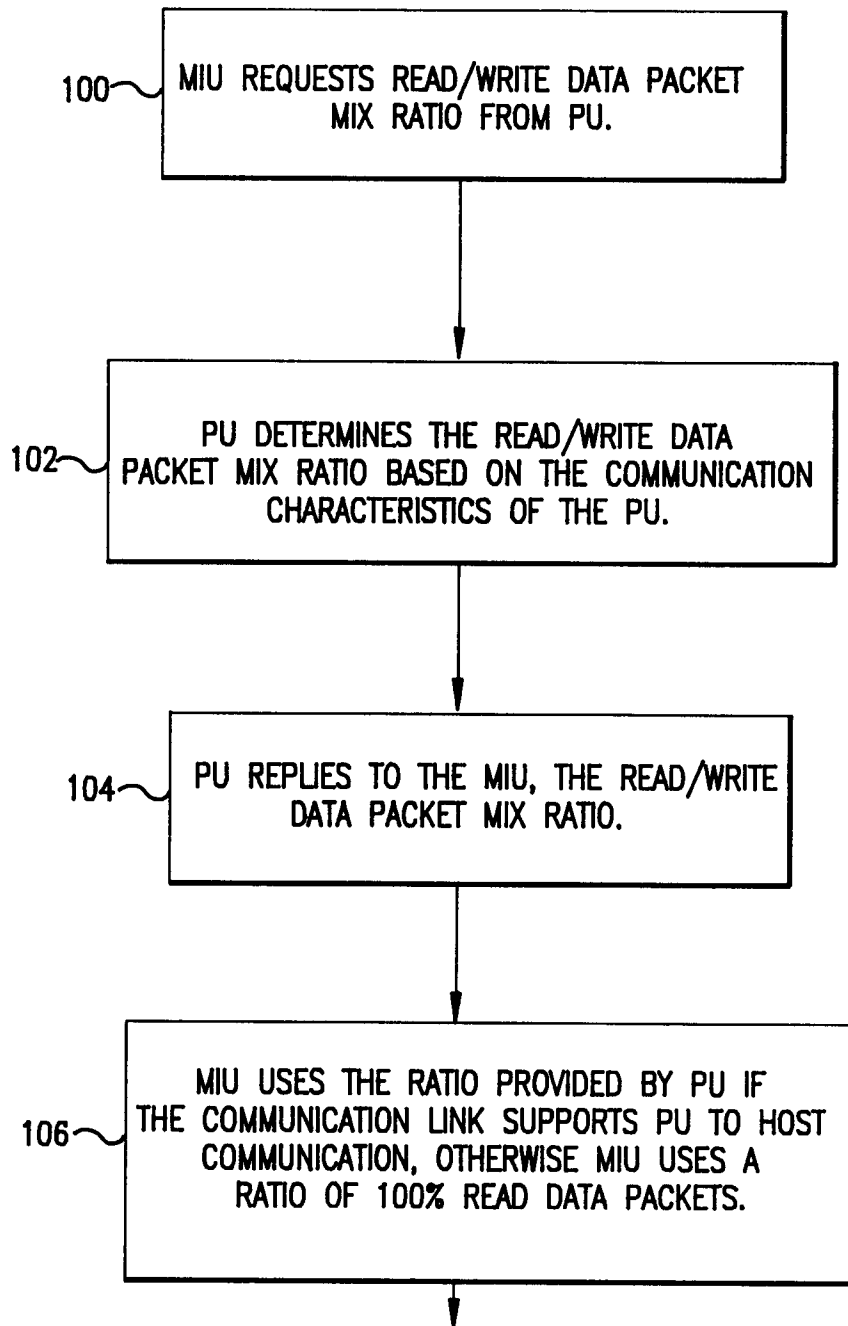 100
MIU REQUESTS READ/WRITE DATA PACKET
MIX RATIO FROM PU.
102
PU DETERMINES THE READ/WRITE DATA
PACKET MIX RATIO BASED ON THE COMMUNICATION
CHARACTERISTICS OF THE PU.
104
PU REPLIES TO THE MIU, THE READ/WRITE
DATA PACKET MIX RATIO.
106
MIU USES THE RATIO PROVIDED BY PU IF
THE COMMUNICATION LINK SUPPORTS PU TO HOST
COMMUNICATION, OTHERWISE MIU USES A
RATIO OF 100% READ DATA PACKETS.